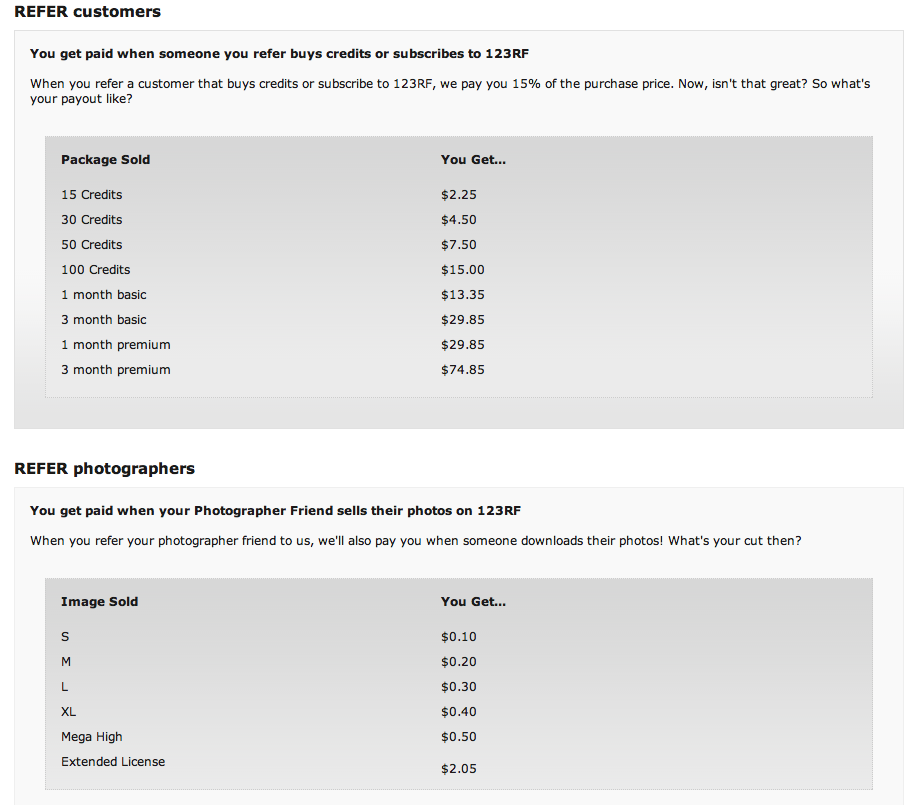 REFER customers
You get paid when someone you refer buys credits or subscribes to 123RF
When you refer a customer that buys credits or subscribe to 123RF, we pay you 15% of the purchase price. Now, isn't that great? So what's
your payout like?
Package Sold You Get...
15 Credits $2.25
30 Credits $4.50
50 Credits $7.50
100 Credits $15.00
1 month basic $13.35
3 month basic $29.85
1 month premium $29.85
3 month premium $74.85
REFER photographers
You get paid when your Photographer Friend sells their photos on 123RF
When you refer your photographer friend to us, we'll also pay you when someone downloads their photos! What's your cut then?
Image Sold You Get...
S $0.10
M $0.20
L $0.30
XL $0.40
Mega High $0.50
Extended License $2.05